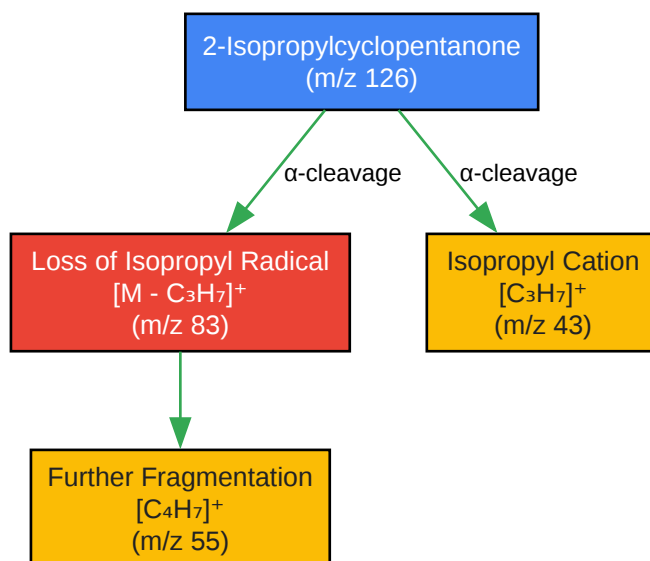 2-Isopropylcyclopentanone
(m/z 126)
α-cleavage
α-cleavage
Loss of Isopropyl Radical
[M - C₃H₇]⁺
(m/z 83)
Isopropyl Cation
[C₃H₇]⁺
(m/z 43)
Further Fragmentation
[C₄H₇]⁺
(m/z 55)